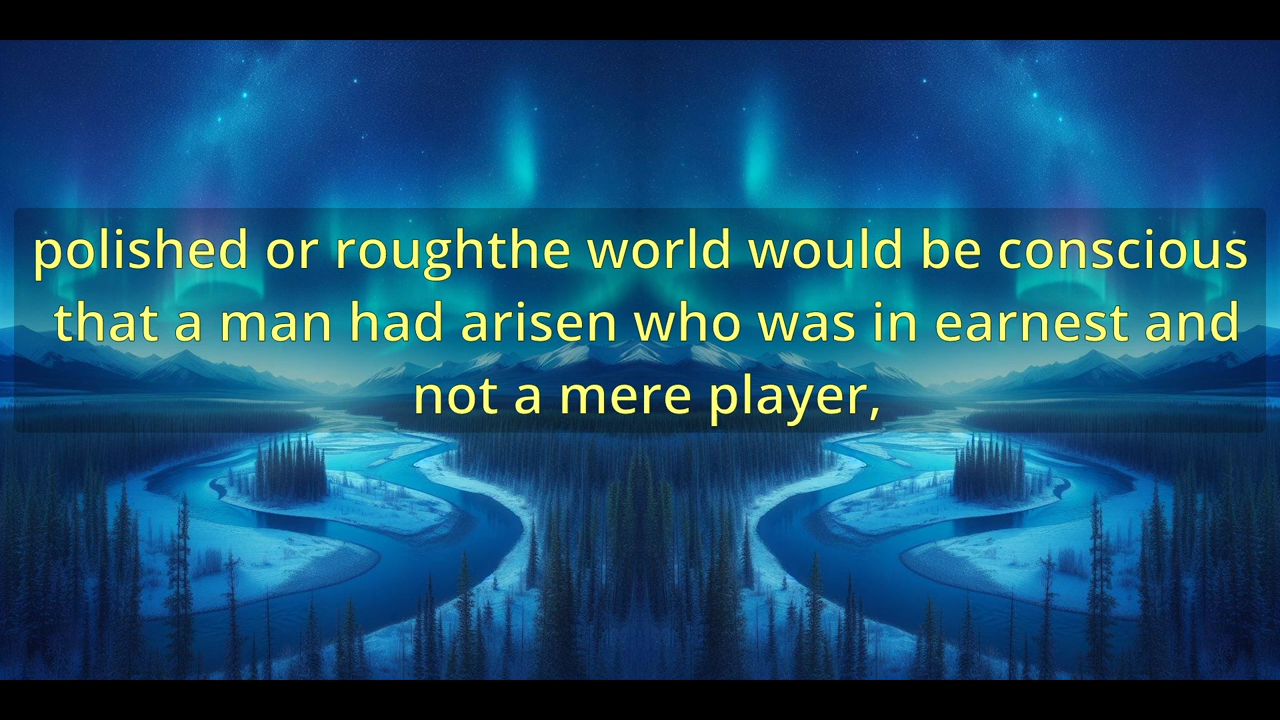 polished or roughthe world would be conscious
that a man had arisen who was in earnest and
not a mere player,